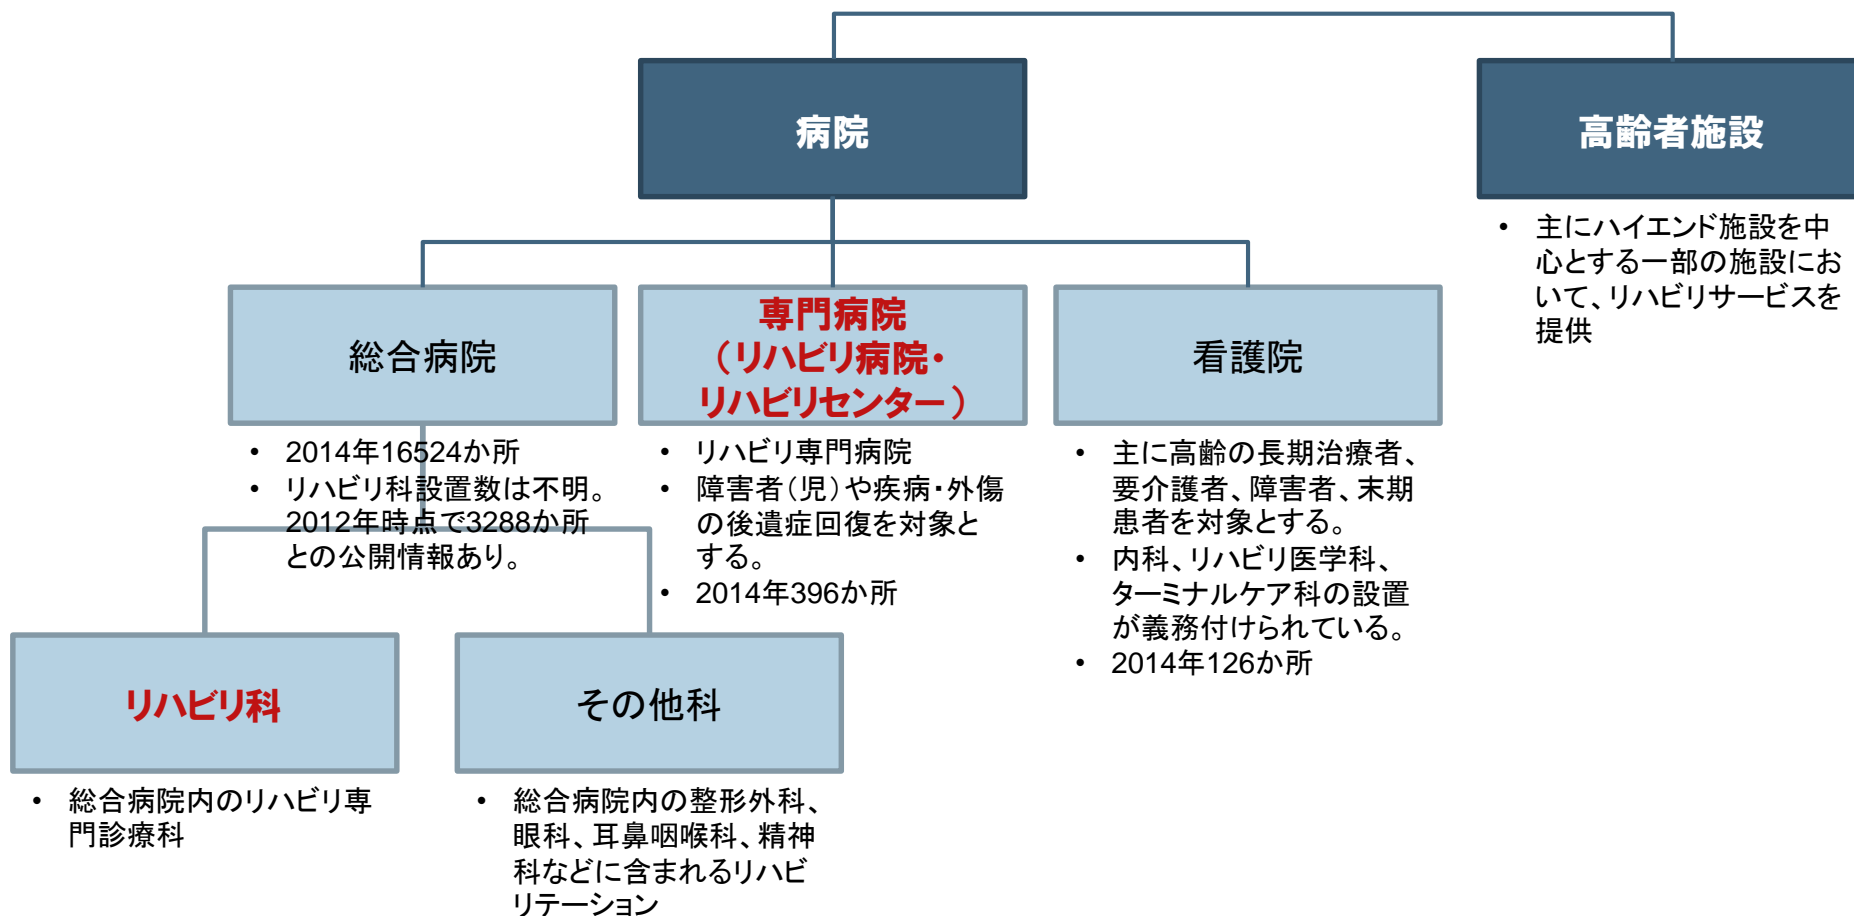 病院
高齢者施設
• 主にハイエンド施設を中
心とする一部の施設にお
いて、リハビリサービスを
提供
総合病院
専門病院
（リハビリ病院・
リハビリセンター）
看護院
• 2014年16524か所
• リハビリ科設置数は不明。
2012年時点で3288か所
との公開情報あり。
• リハビリ専門病院
• 障害者（児）や疾病・外傷
の後遺症回復を対象と
する。
• 2014年396か所
• 主に高齢の長期治療者、
要介護者、障害者、末期
患者を対象とする。
• 内科、リハビリ医学科、
ターミナルケア科の設置
が義務付けられている。
• 2014年126か所
リハビリ科
その他科
• 総合病院内のリハビリ専
門診療科
• 総合病院内の整形外科、
眼科、耳鼻咽喉科、精神
科などに含まれるリハビ
リテーション